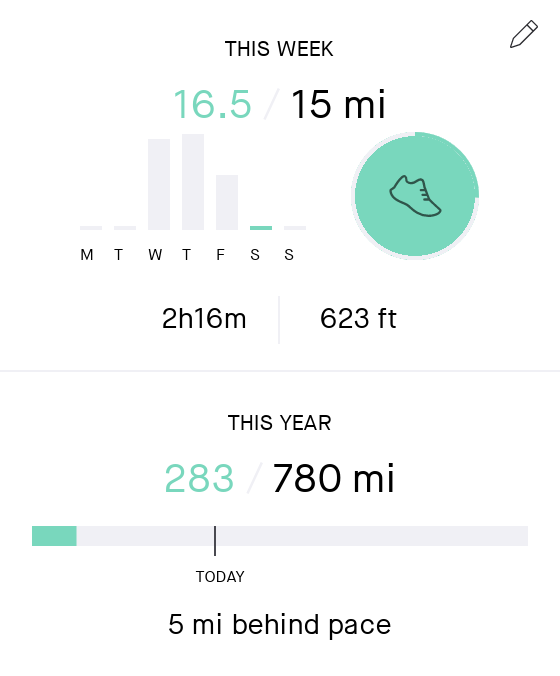 THIS WEEK
16.5 / 15 mi
M T W T F S S
2h16m 623 ft
THIS YEAR
283 / 780 mi
TODAY
5 mi behind pace